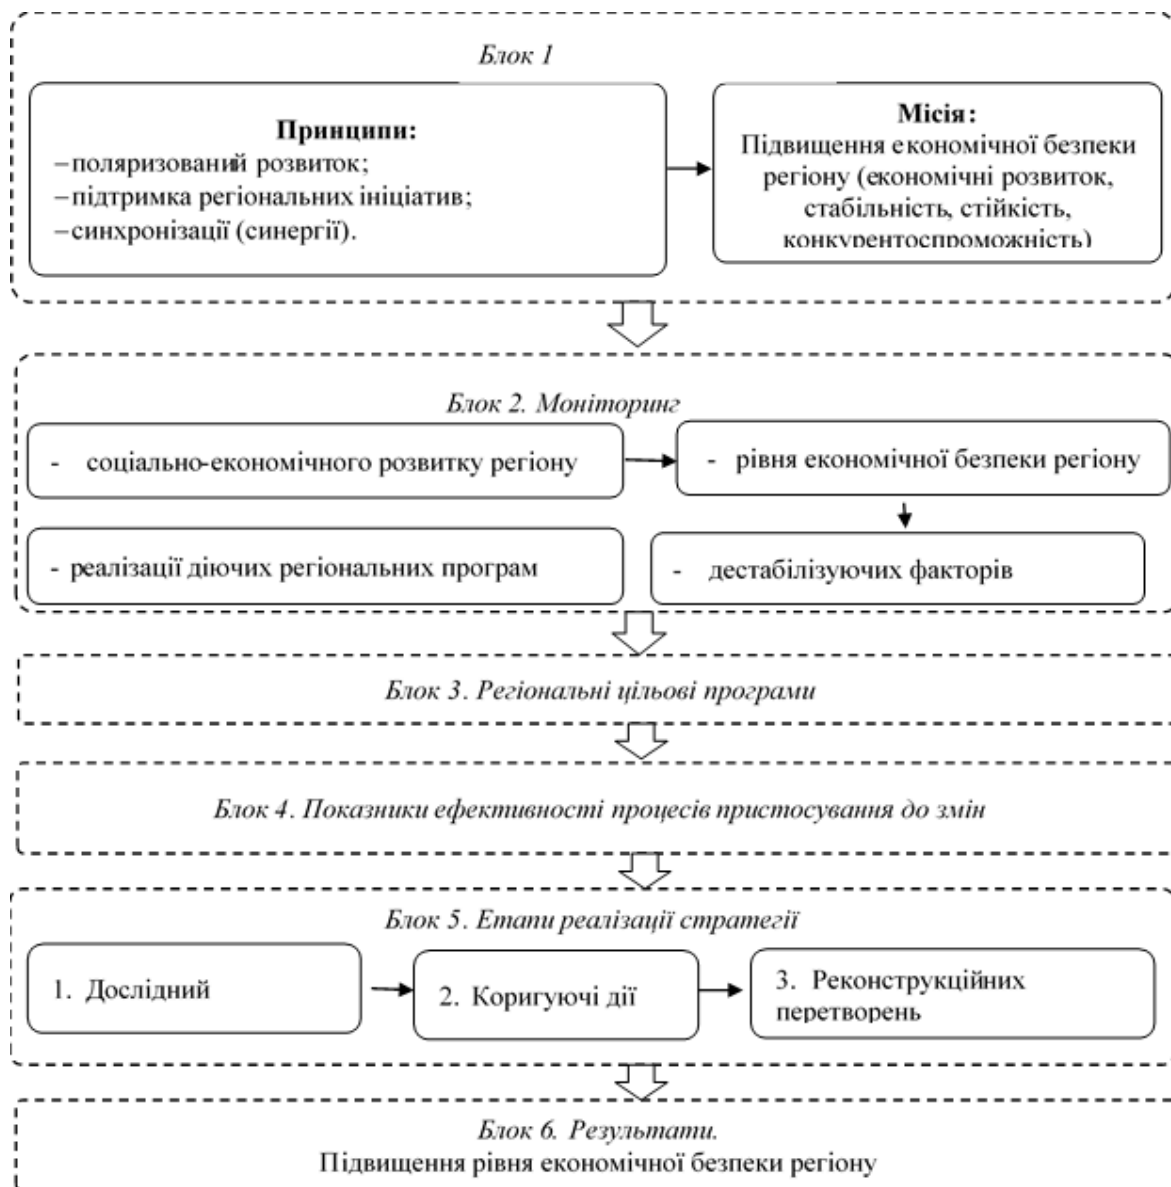 Блок 1
Принципи:
–поляризований розвиток;
–підтримка регіональних ініціатив;
–синхронізації (синергії).
Місія:
Підвищення економічної безпеки
регіону (економічні розвиток,
стабільність, стійкість,
конкурентоспроможність)
Блок 2. Моніторинг
- соціально-економічного розвитку регіону
- рівня економічної безпеки регіону
- реалізації діючих регіональних програм
- дестабілізуючих факторів
Блок 3. Регіональні цільові програми
Блок 4. Показники ефективності процесів пристосування до змін
Блок 5. Етапи реалізації стратегії
1. Дослідний
2. Коригуючі дії
3. Реконструкційних
перетворень
Блок 6. Результати.
Підвищення рівня економічної безпеки регіону